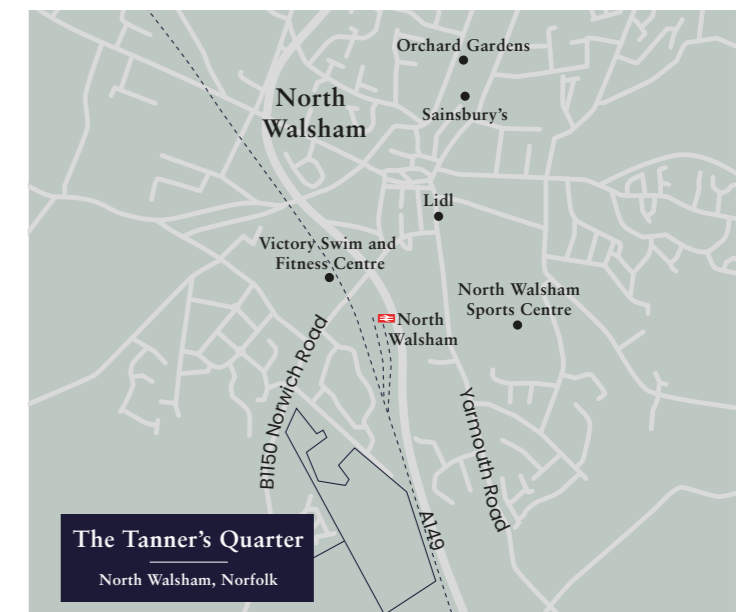 Orchard Gardens
Sainsbury's
North
Walsham
Lidl
Victory Swim and
Fitness Centre
North Walsham
Sports Centre
North
Walsham
B1150 Norwich Road
Yarmouth Road
A149
The Tanner's Quarter
North Walsham, Norfolk